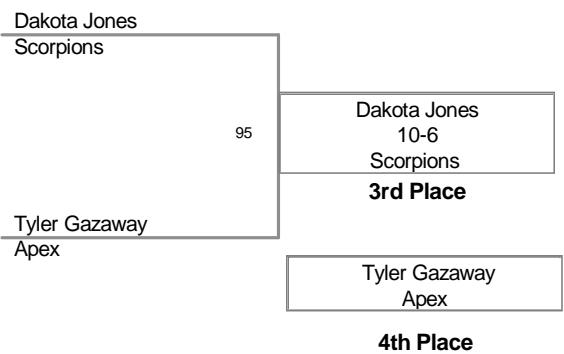 Dakota Jones
Scorpions
95
Dakota Jones
10-6
Scorpions
3rd Place
Tyler Gazaway
Apex
Tyler Gazaway
Apex
4th Place